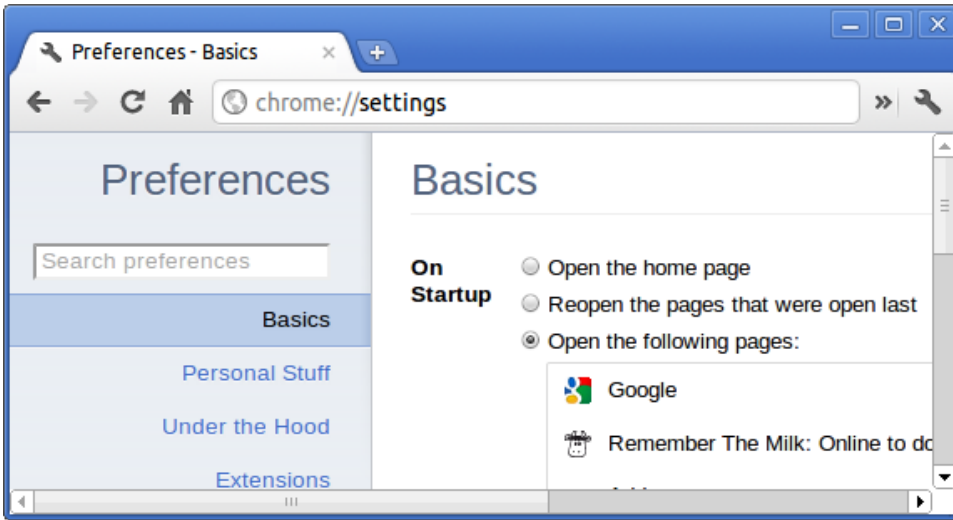 Preferences - Basics
chrome://settings
Preferences
Search preferences
Basics
Personal Stuff
Under the Hood
Extensions
Basics
On Startup
Open the home page
Reopen the pages that were open last
Open the following pages:
Google
Remember The Milk: Online to do